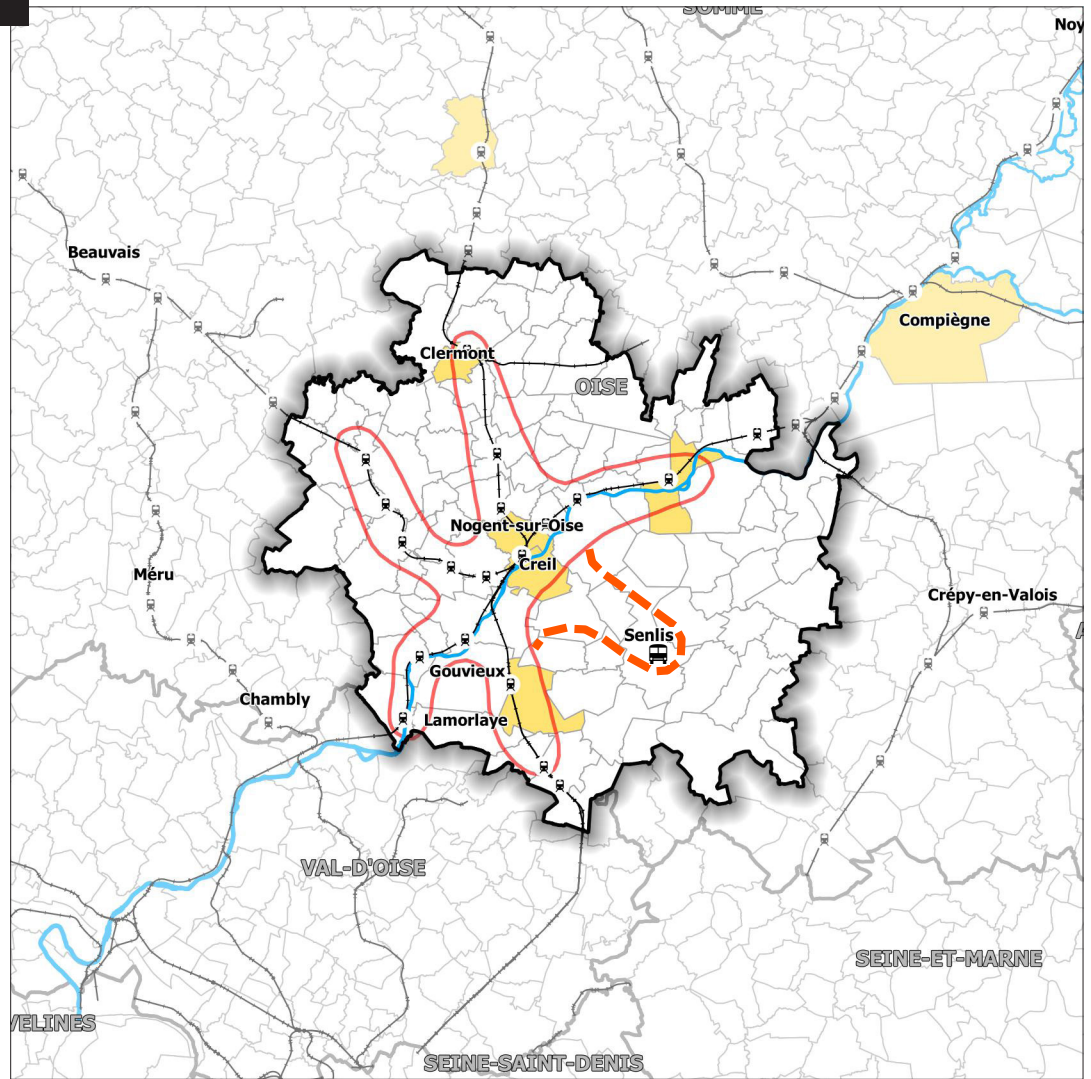 SOMME
Noy
Beauvais
Compiègne
Clermont
OISE
Nogent-sur-Oise
Creil
Méru
Crépy-en-Valois
Senlis
Gouvieux
Chambly
Lamorlaye
VAL-D'OISE
SEINE-ET-MARNE
VELINES
SEINE-SAINT-DENIS